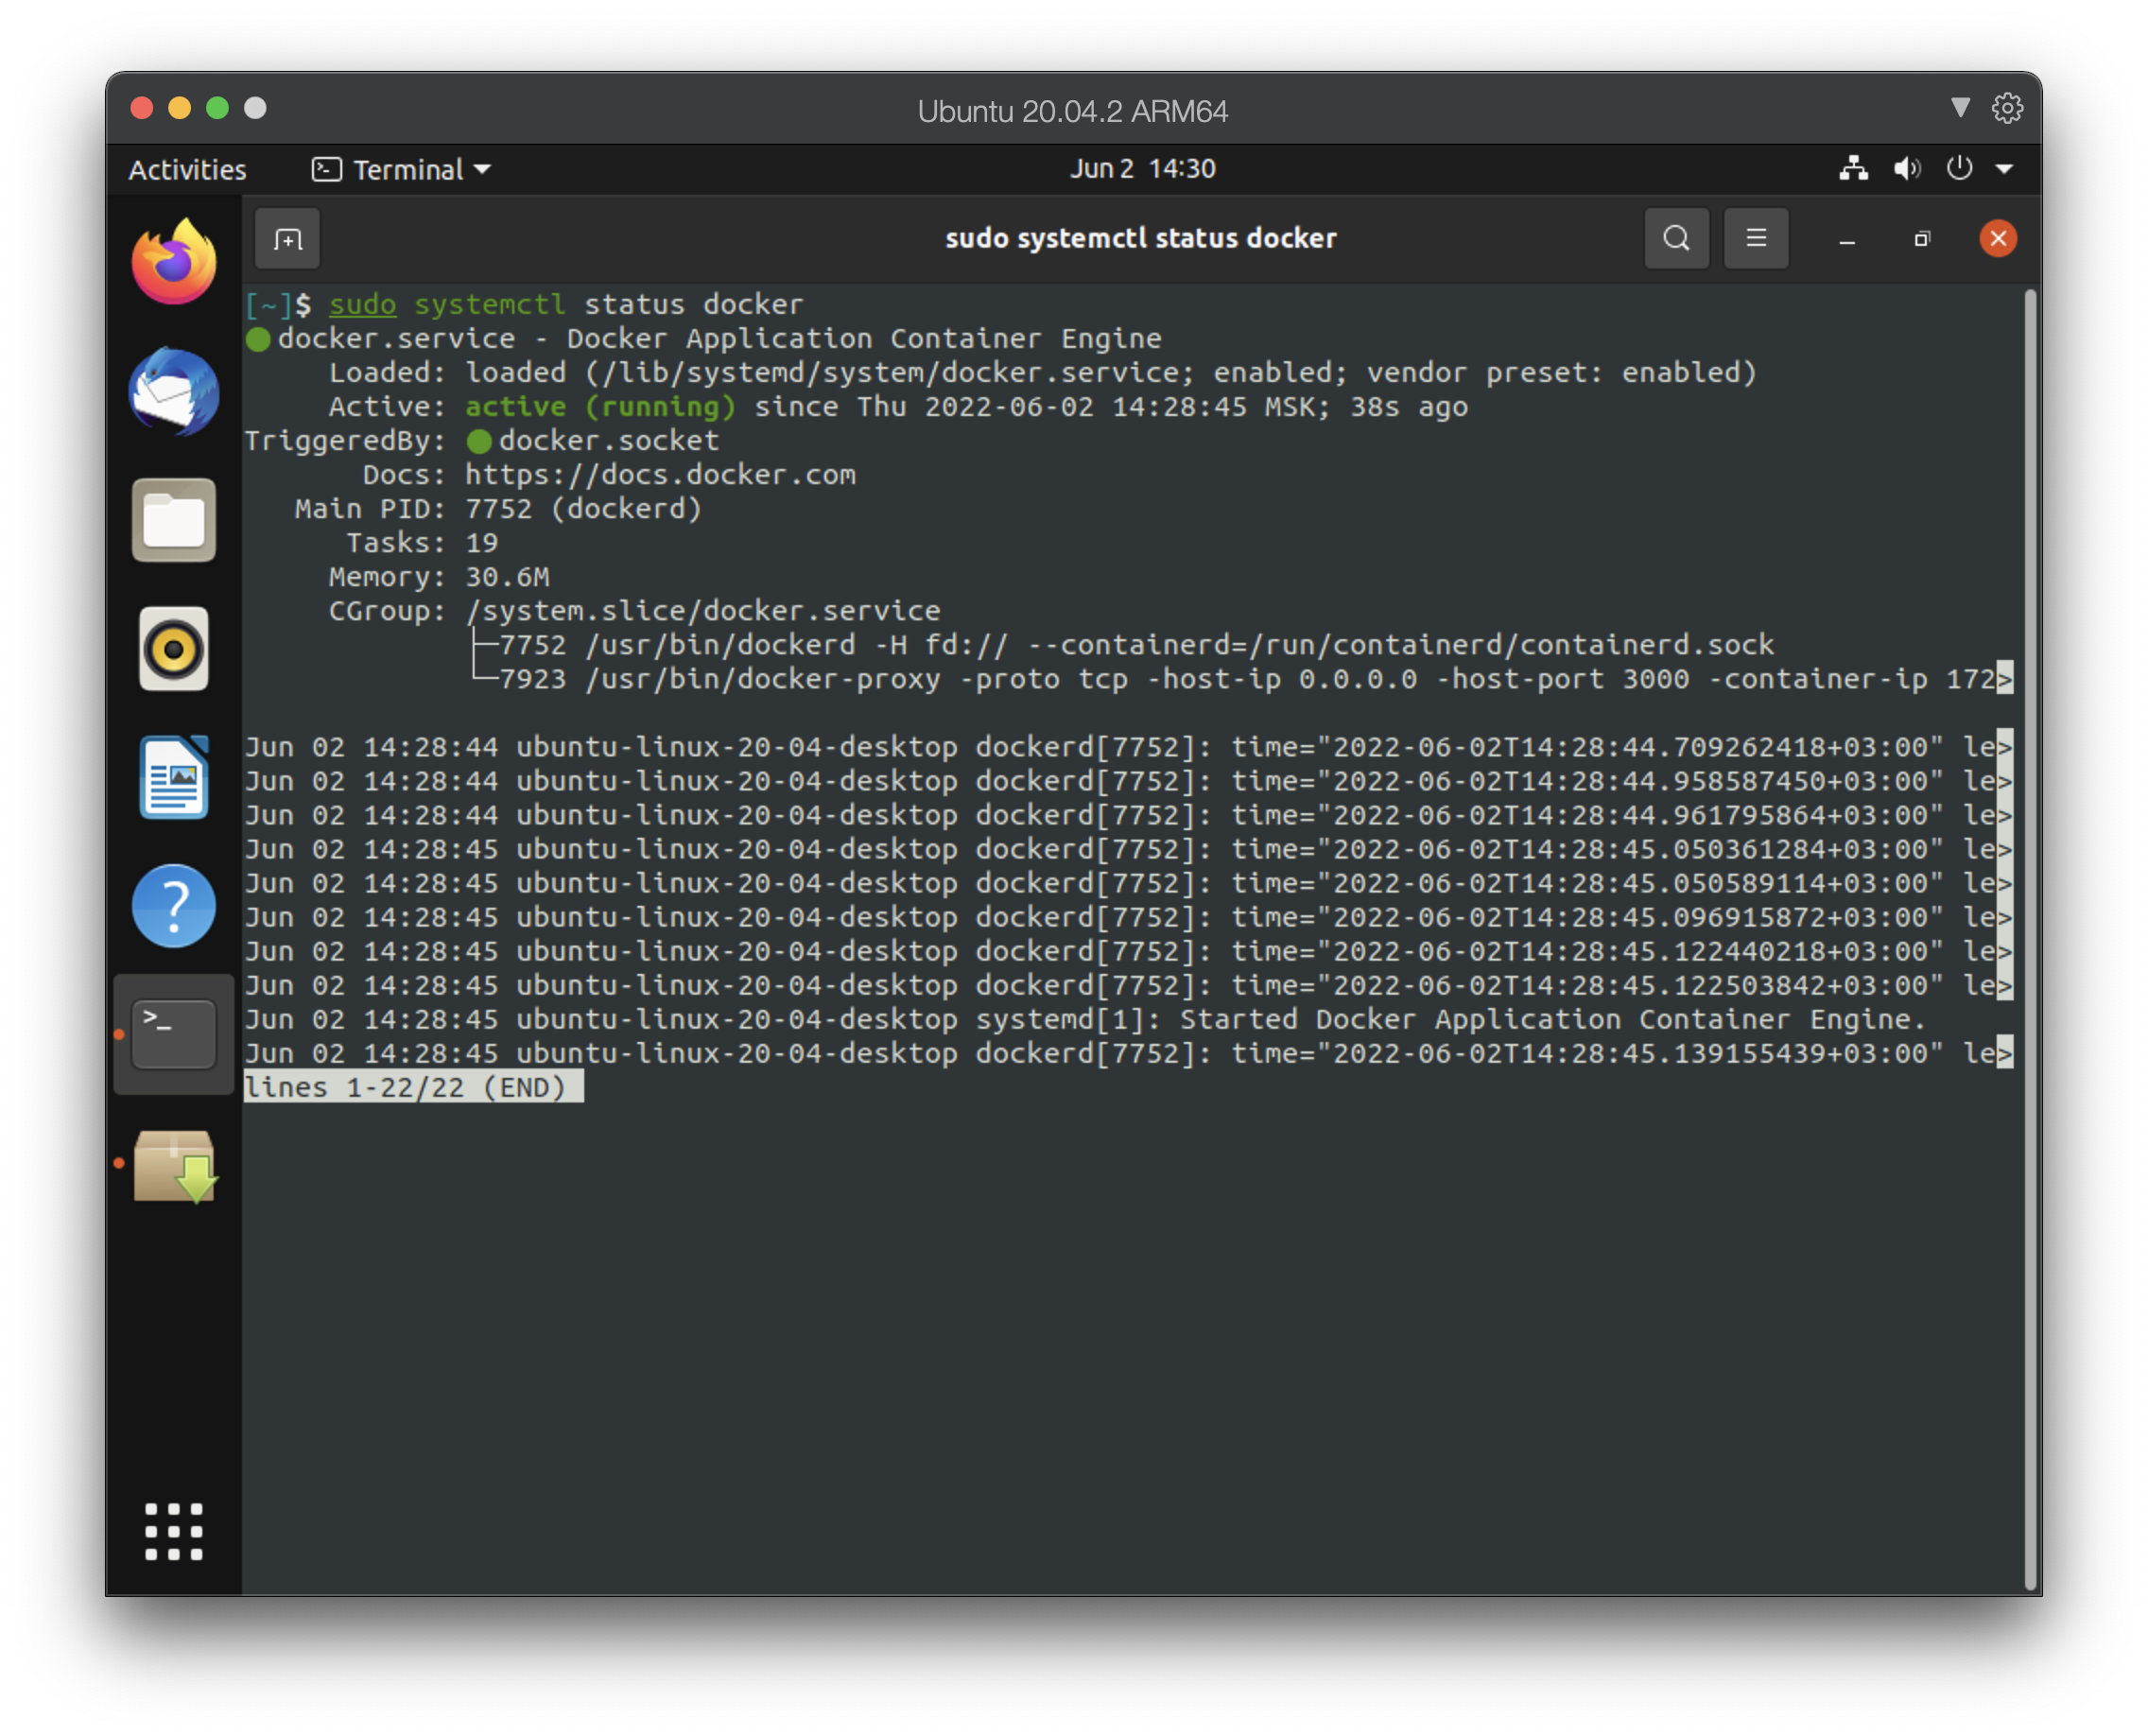 Ubuntu 20.04.2 ARM64
Activities Terminal Jun 2 14:30
sudo systemctl status docker
[~]$ sudo systemctl status docker
docker.service - Docker Application Container Engine
Loaded: loaded (/lib/systemd/system/docker.service; enabled; vendor preset: enabled)
Active: active (running) since Thu 2022-06-02 14:28:45 MSK; 38s ago
TriggeredBy: ● docker.socket
Docs: https://docs.docker.com
Main PID: 7752 (dockerd)
Tasks: 19
Memory: 30.6M
CGroup: /system.slice/docker.service
├─7752 /usr/bin/dockerd -H fd:// --containerd=/run/containerd/containerd.sock
└─7923 /usr/bin/docker-proxy -proto tcp -host-ip 0.0.0.0 -host-port 3000 -container-ip 172>
Jun 02 14:28:44 ubuntu-linux-20-04-desktop dockerd[7752]: time="2022-06-02T14:28:44.709262418+03:00" le>
Jun 02 14:28:44 ubuntu-linux-20-04-desktop dockerd[7752]: time="2022-06-02T14:28:44.958587450+03:00" le>
Jun 02 14:28:44 ubuntu-linux-20-04-desktop dockerd[7752]: time="2022-06-02T14:28:44.961795864+03:00" le>
Jun 02 14:28:45 ubuntu-linux-20-04-desktop dockerd[7752]: time="2022-06-02T14:28:45.050361284+03:00" le>
Jun 02 14:28:45 ubuntu-linux-20-04-desktop dockerd[7752]: time="2022-06-02T14:28:45.050589114+03:00" le>
Jun 02 14:28:45 ubuntu-linux-20-04-desktop dockerd[7752]: time="2022-06-02T14:28:45.096915872+03:00" le>
Jun 02 14:28:45 ubuntu-linux-20-04-desktop dockerd[7752]: time="2022-06-02T14:28:45.122440218+03:00" le>
Jun 02 14:28:45 ubuntu-linux-20-04-desktop dockerd[7752]: time="2022-06-02T14:28:45.122503842+03:00" le>
Jun 02 14:28:45 ubuntu-linux-20-04-desktop systemd[1]: Started Docker Application Container Engine.
Jun 02 14:28:45 ubuntu-linux-20-04-desktop dockerd[7752]: time="2022-06-02T14:28:45.139155439+03:00" le>
lines 1-22/22 (END)